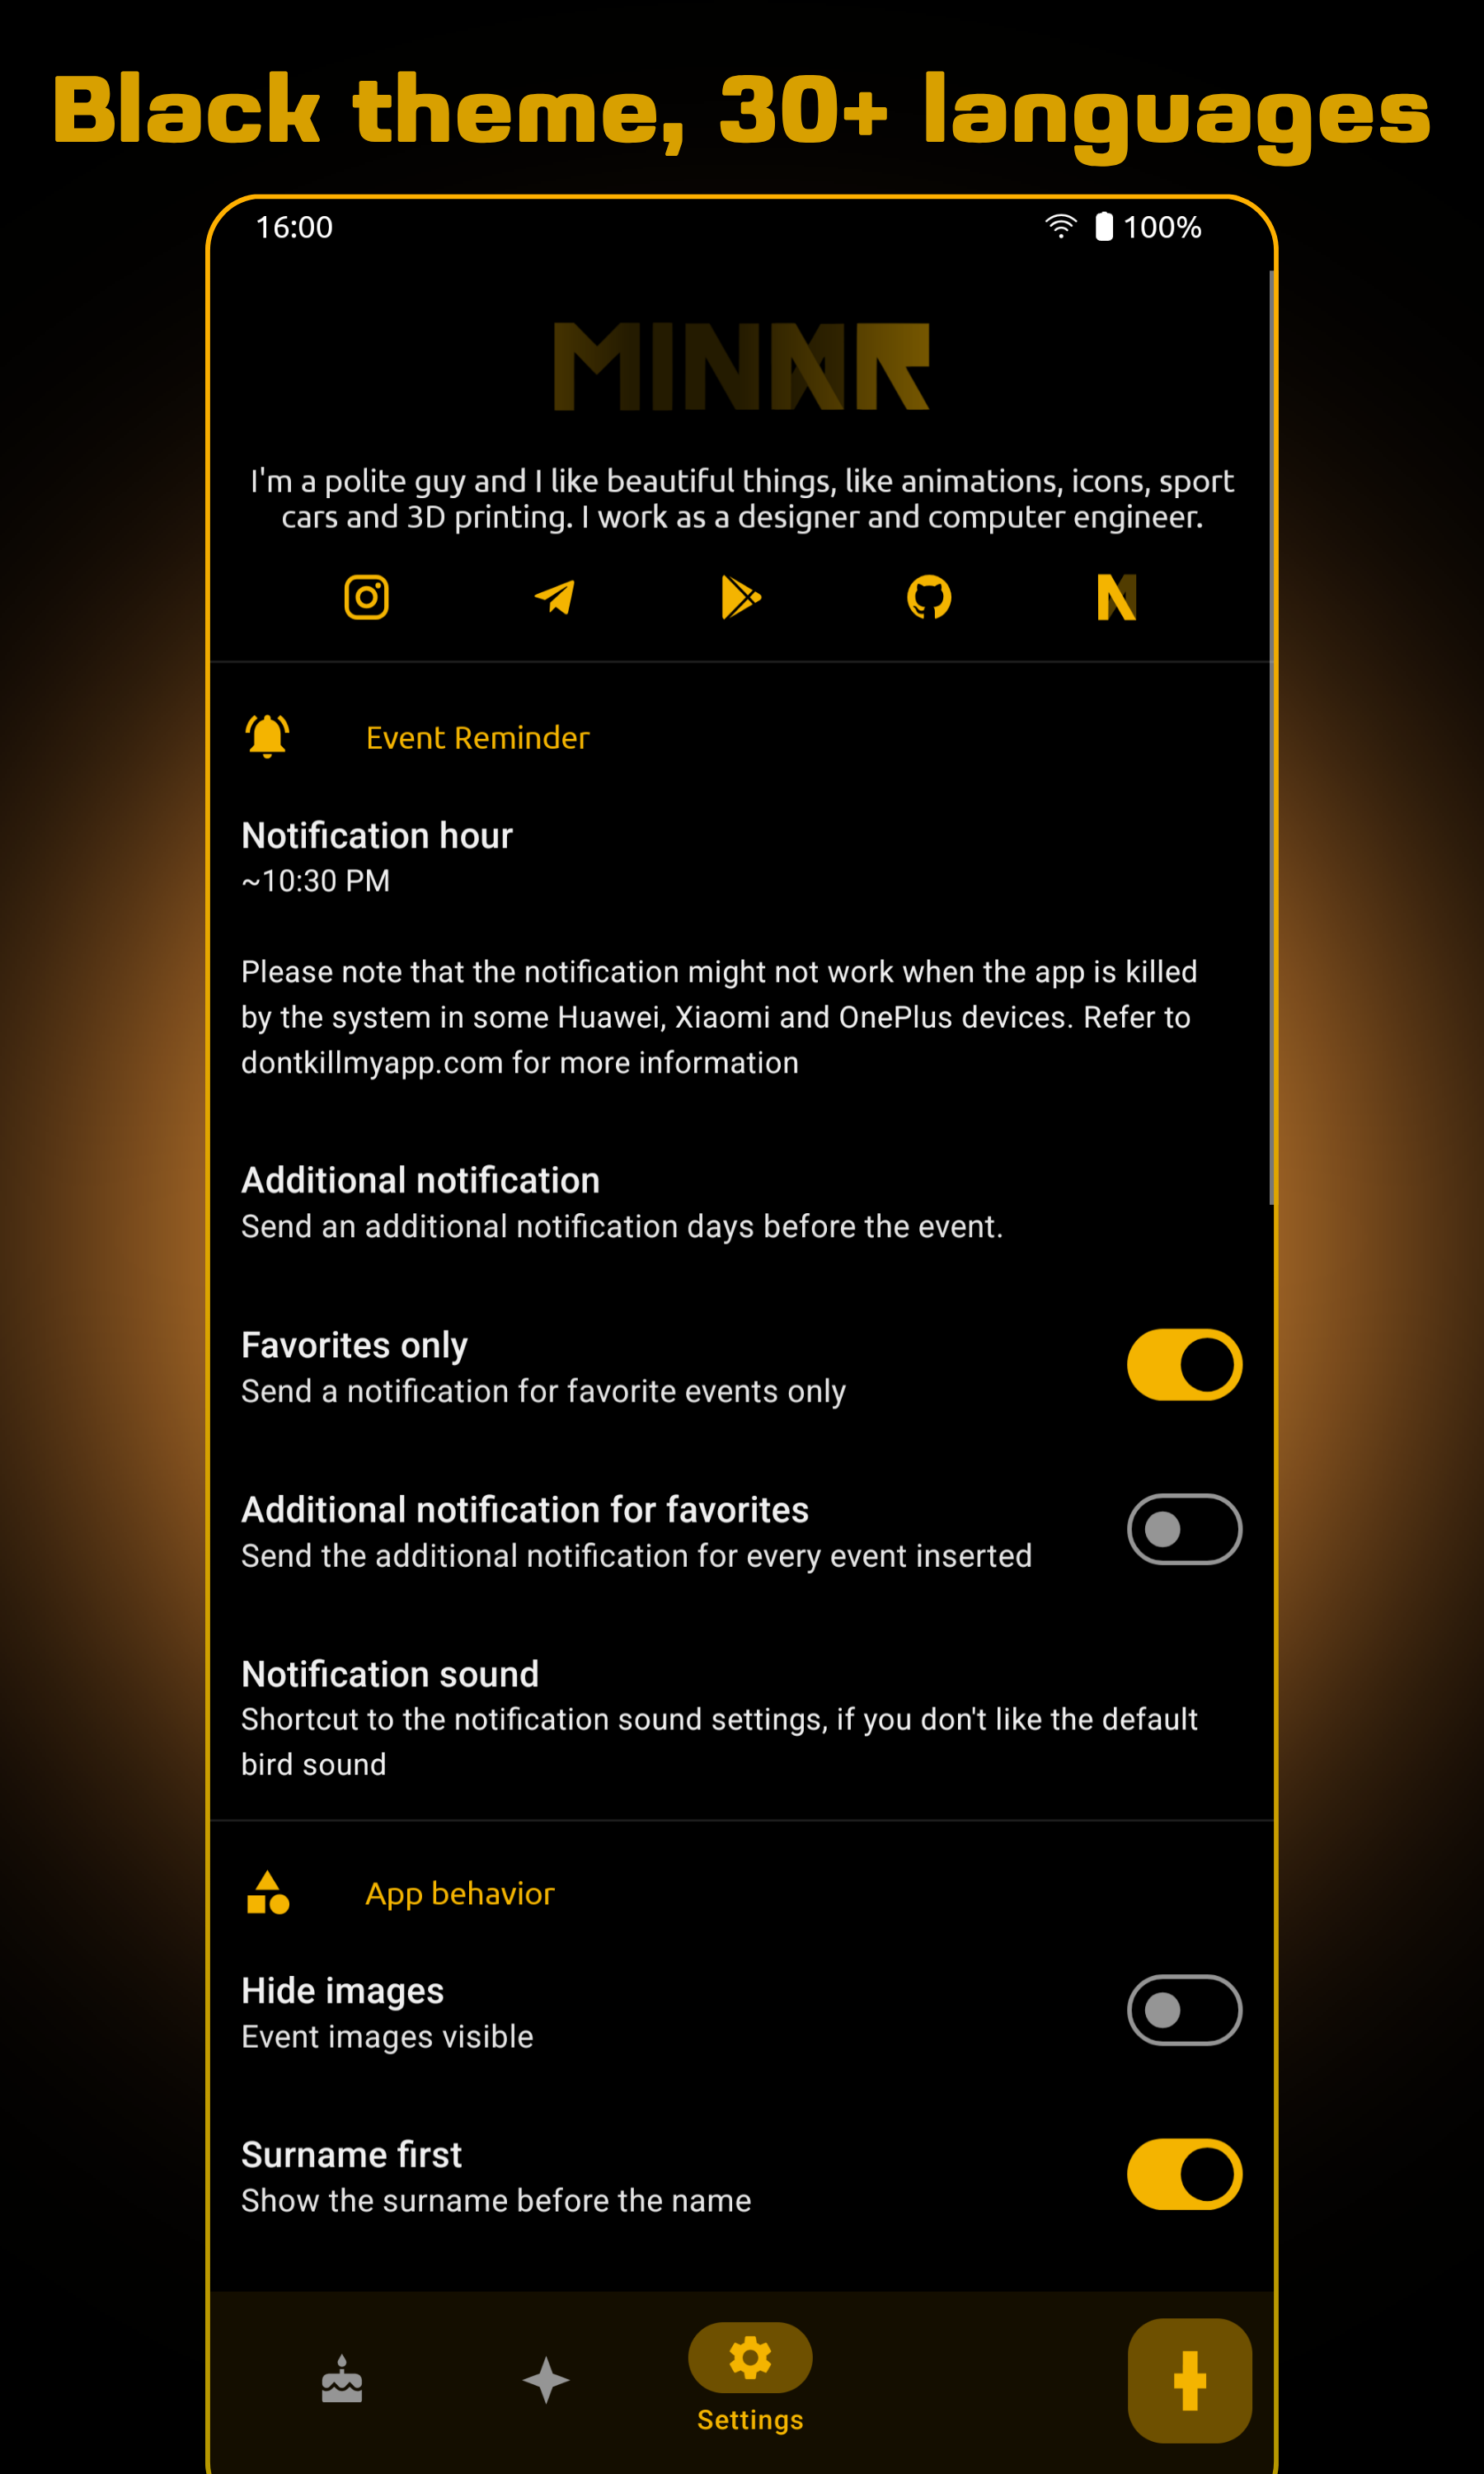 Black theme, 30+ languages
16:00
100%
MINAR
I'm a polite guy and I like beautiful things, like animations, icons, sport
cars and 3D printing. I work as a designer and computer engineer.
Event Reminder
Notification hour
~10:30 PM
Please note that the notification might not work when the app is killed
by the system in some Huawei, Xiaomi and OnePlus devices. Refer to
dontkillmyapp.com for more information
Additional notification
Send an additional notification days before the event.
Favorites only
Send a notification for favorite events only
Additional notification for favorites
Send the additional notification for every event inserted
Notification sound
Shortcut to the notification sound settings, if you don't like the default
bird sound
App behavior
Hide images
Event images visible
Surname first
Show the surname before the name
Settings